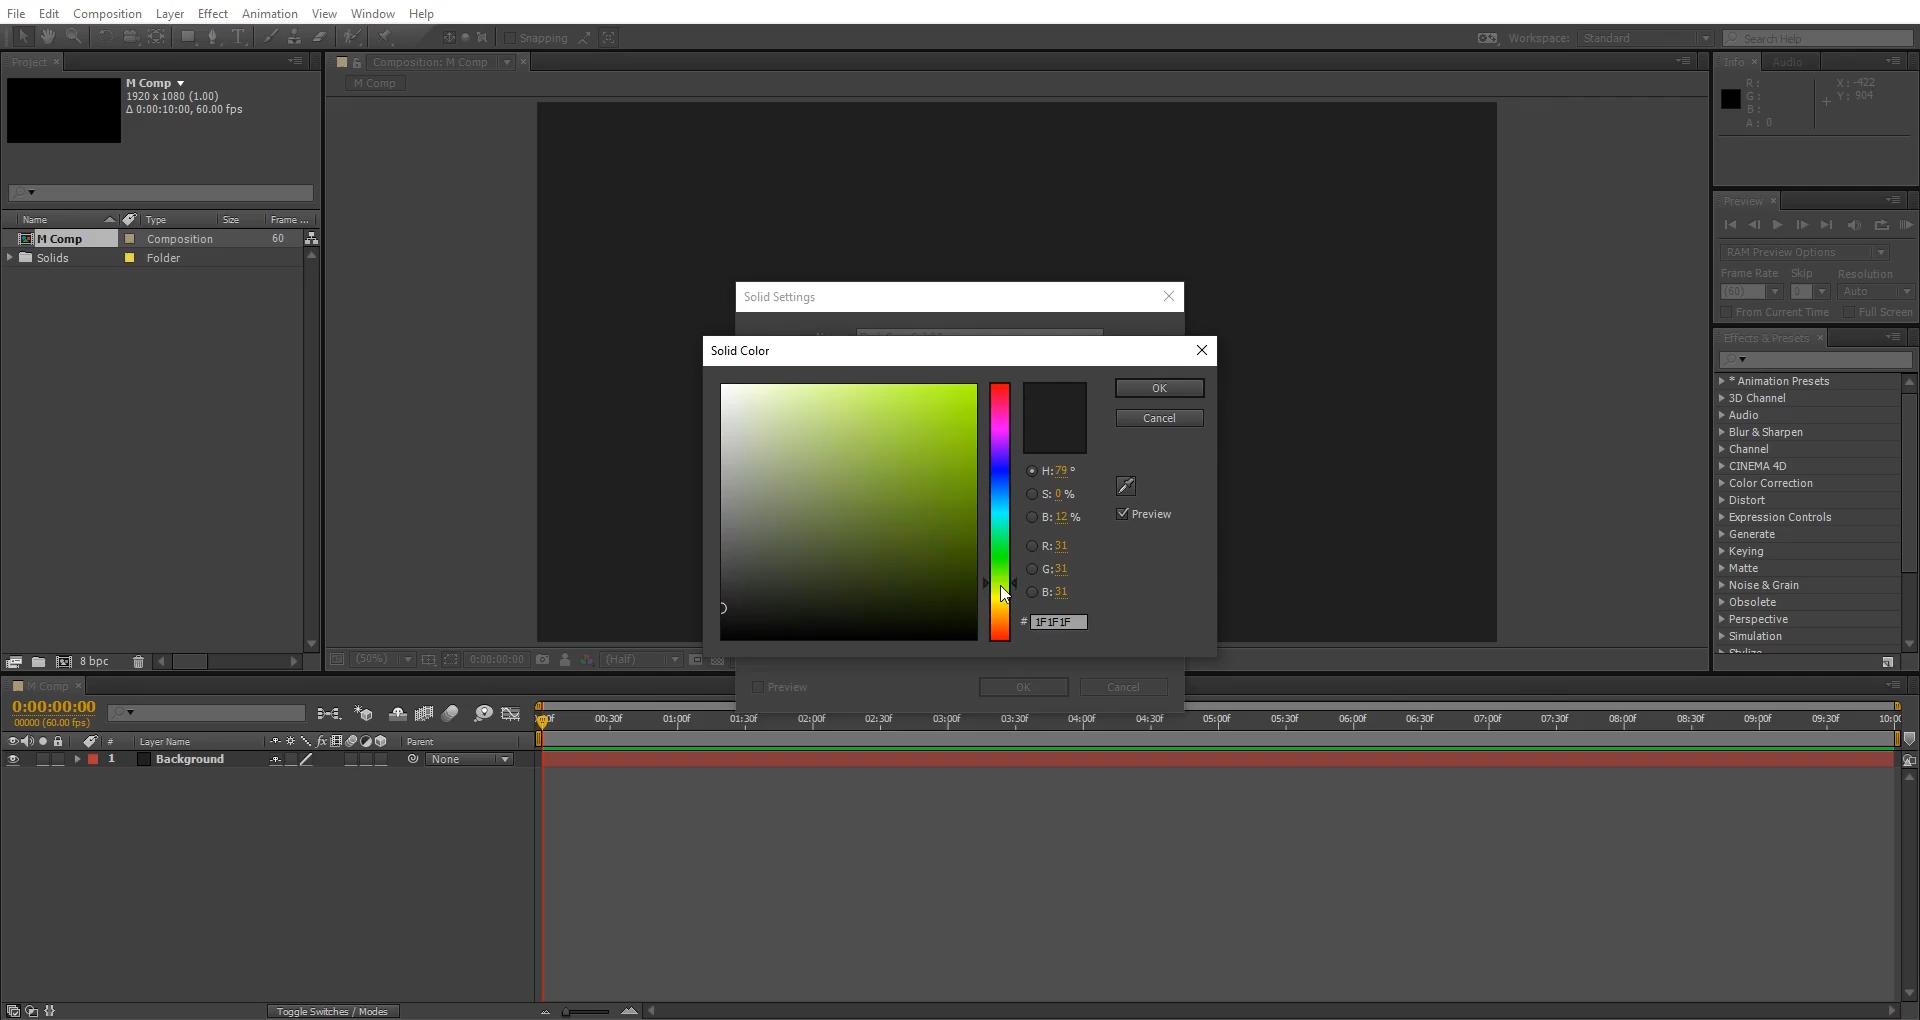 File Edit Composition Layer Effect Animation View Window Help
Snapping
Workspace: Standard
Search Help
Project
M Comp
1920 x 1080 (1.00)
Δ 0:00:10:00, 60.00 fps
Name Type Size Frame ...
M Comp Composition 60
Solids Folder
8 bpc
Composition: M Comp
M Comp
(50%) 0:00:00:00 (Half)
Solid Settings
Solid Color
OK
Cancel
H: 79 °
S: 0 %
B: 12 %
Preview
R: 31
G: 31
B: 31
# 1F1F1F
Preview OK Cancel
Info Audio
R: X: -422
G: Y: 904
B:
A: 0
Preview
RAM Preview Options
Frame Rate Skip Resolution
(60) 0 Auto
From Current Time Full Screen
Effects & Presets
* Animation Presets
3D Channel
Audio
Blur & Sharpen
Channel
CINEMA 4D
Color Correction
Distort
Expression Controls
Generate
Keying
Matte
Noise & Grain
Obsolete
Perspective
Simulation
M Comp
0:00:00:00
00000 (60.00 fps)
00:30f 01:00f 01:30f 02:00f 02:30f 03:00f 03:30f 04:00f 04:30f 05:00f 05:30f 06:00f 06:30f 07:00f 07:30f 08:00f 08:30f 09:00f 09:30f
# Layer Name fx Parent
1 Background None
Toggle Switches / Modes